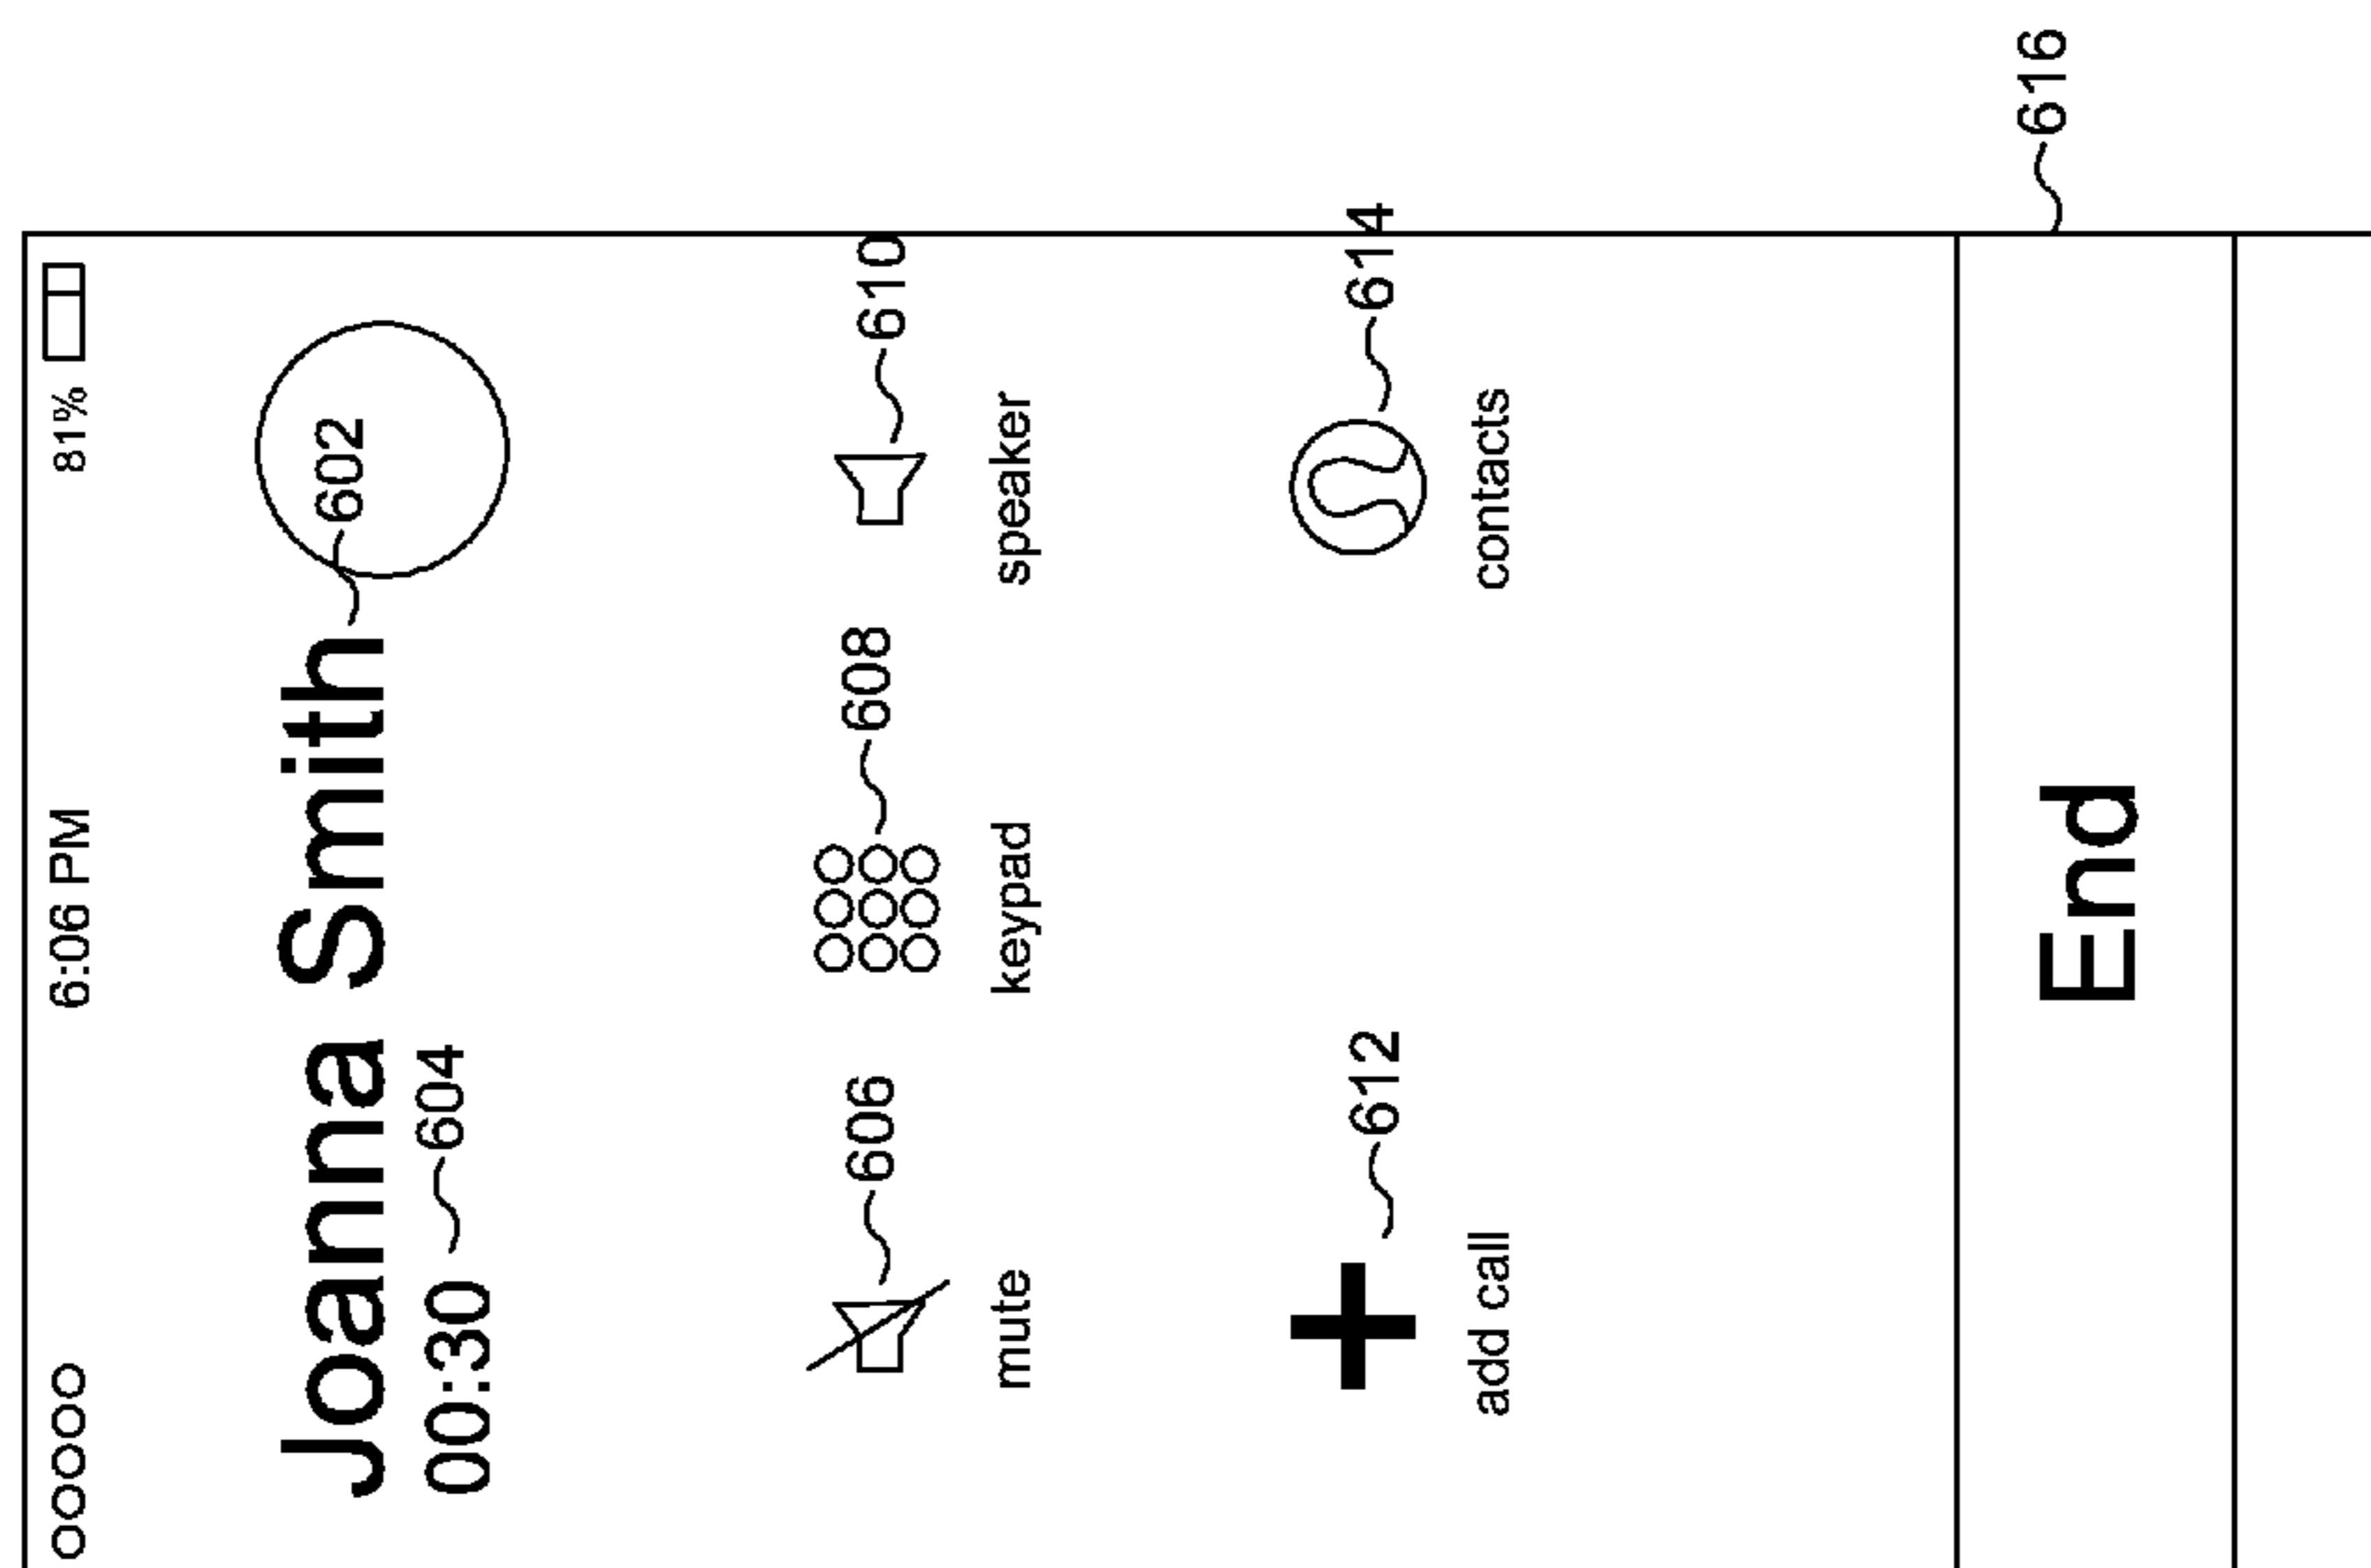 6:06 PM 81%
Joanna Smith 602
00:30 604
606 608 610
mute keypad speaker
612 614
add call contacts
End 616